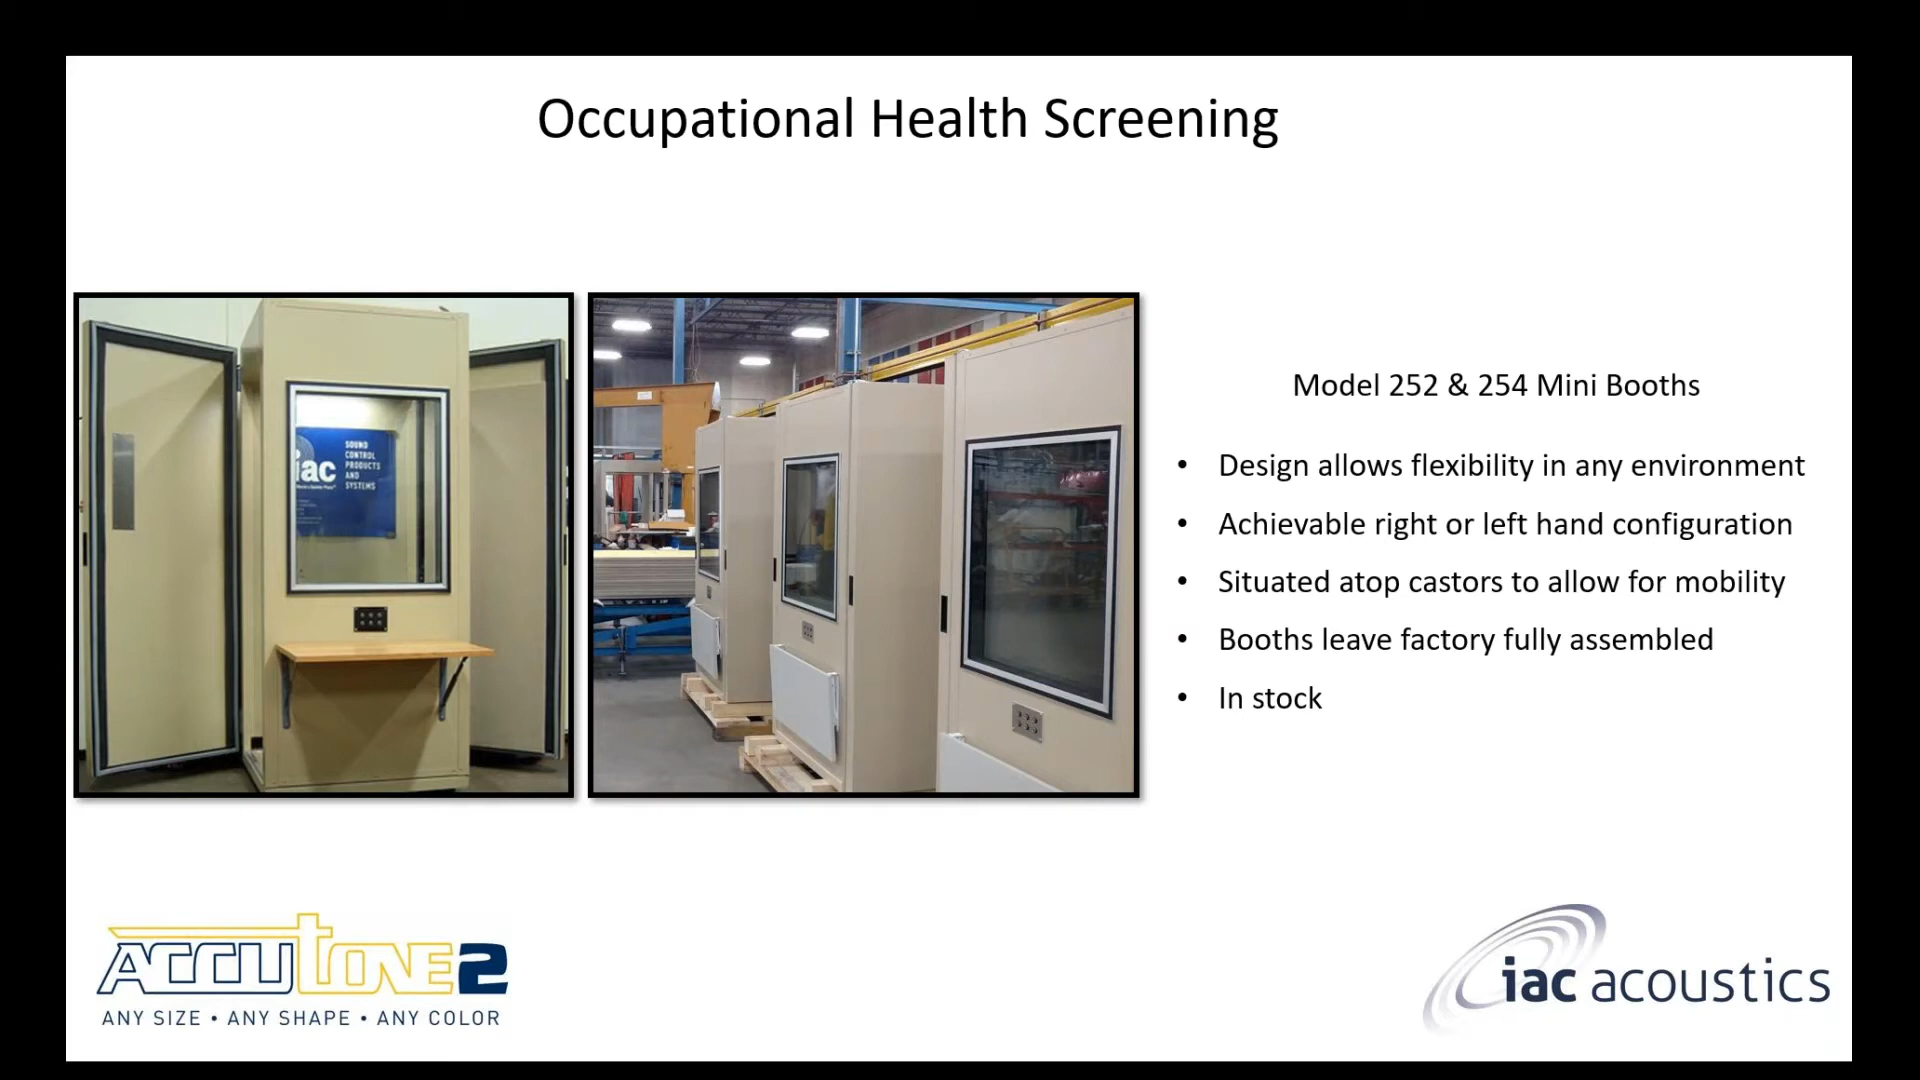 Occupational Health Screening
SOUND
CONTROL
PRODUCTS
AND
SYSTEMS
iac
Model 252 & 254 Mini Booths
• Design allows flexibility in any environment
• Achievable right or left hand configuration
• Situated atop castors to allow for mobility
• Booths leave factory fully assembled
• In stock
ACCUTONE2
ANY SIZE • ANY SHAPE • ANY COLOR
iac acoustics